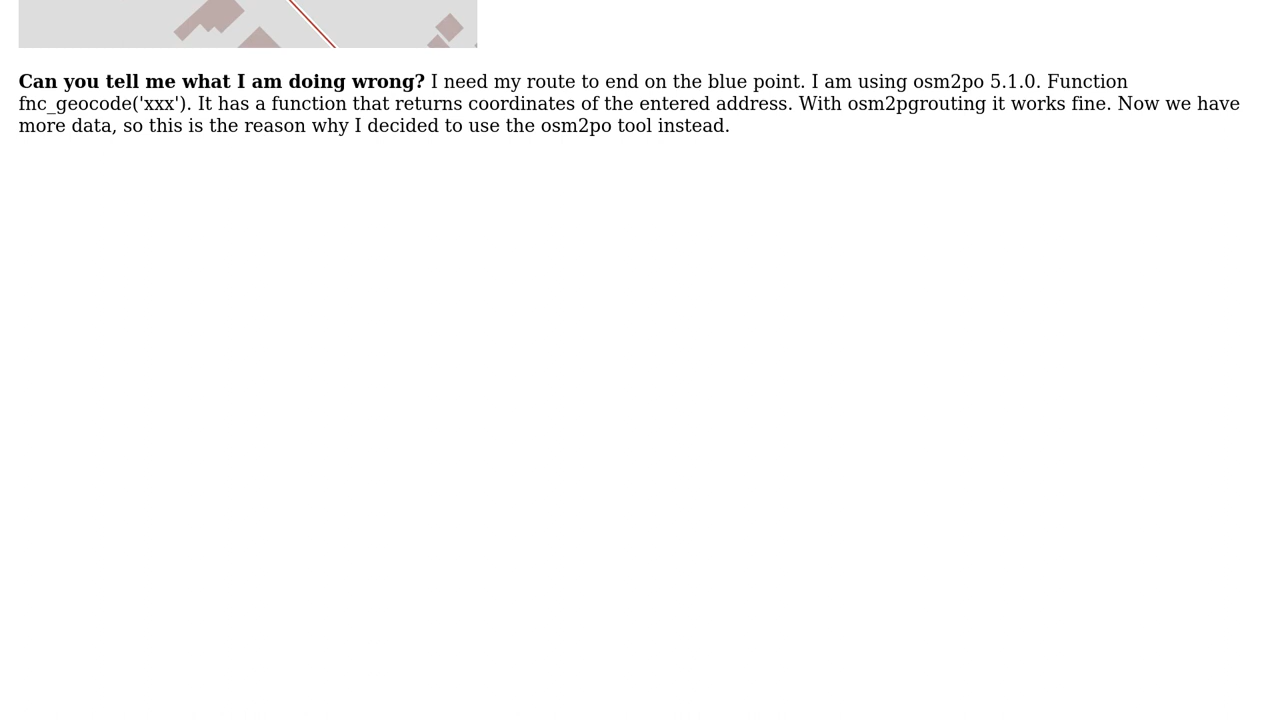 Can you tell me what I am doing wrong? I need my route to end on the blue point. I am using osm2po 5.1.0. Function
fnc_geocode('xxx'). It has a function that returns coordinates of the entered address. With osm2pgrouting it works fine. Now we have
more data, so this is the reason why I decided to use the osm2po tool instead.